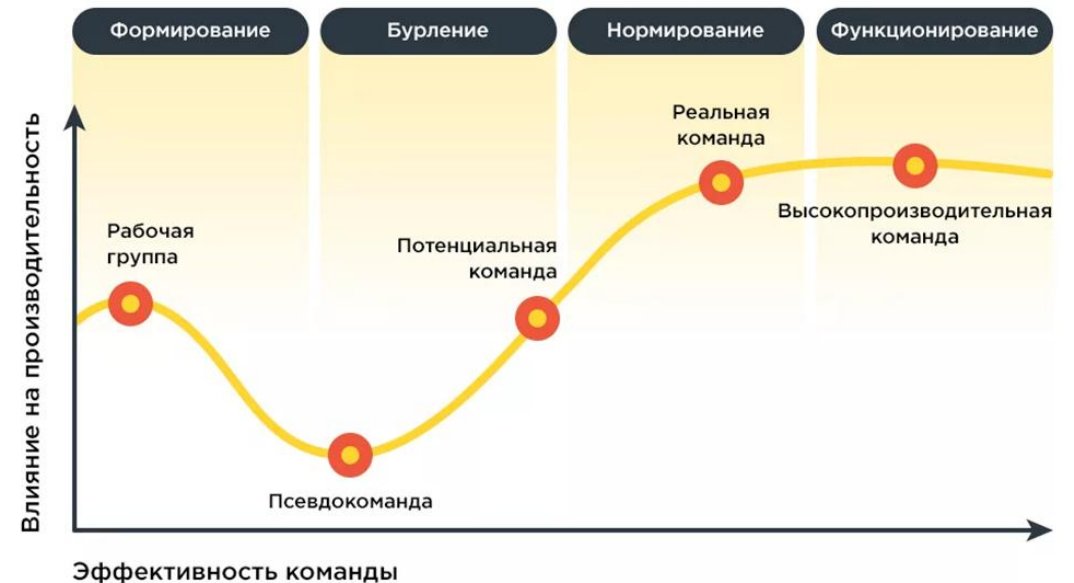 Формирование
Бурление
Нормирование
Функционирование
Влияние на производительность
Рабочая
группа
Псевдокоманда
Потенциальная
команда
Реальная
команда
Высокопроизводительная
команда
Эффективность команды